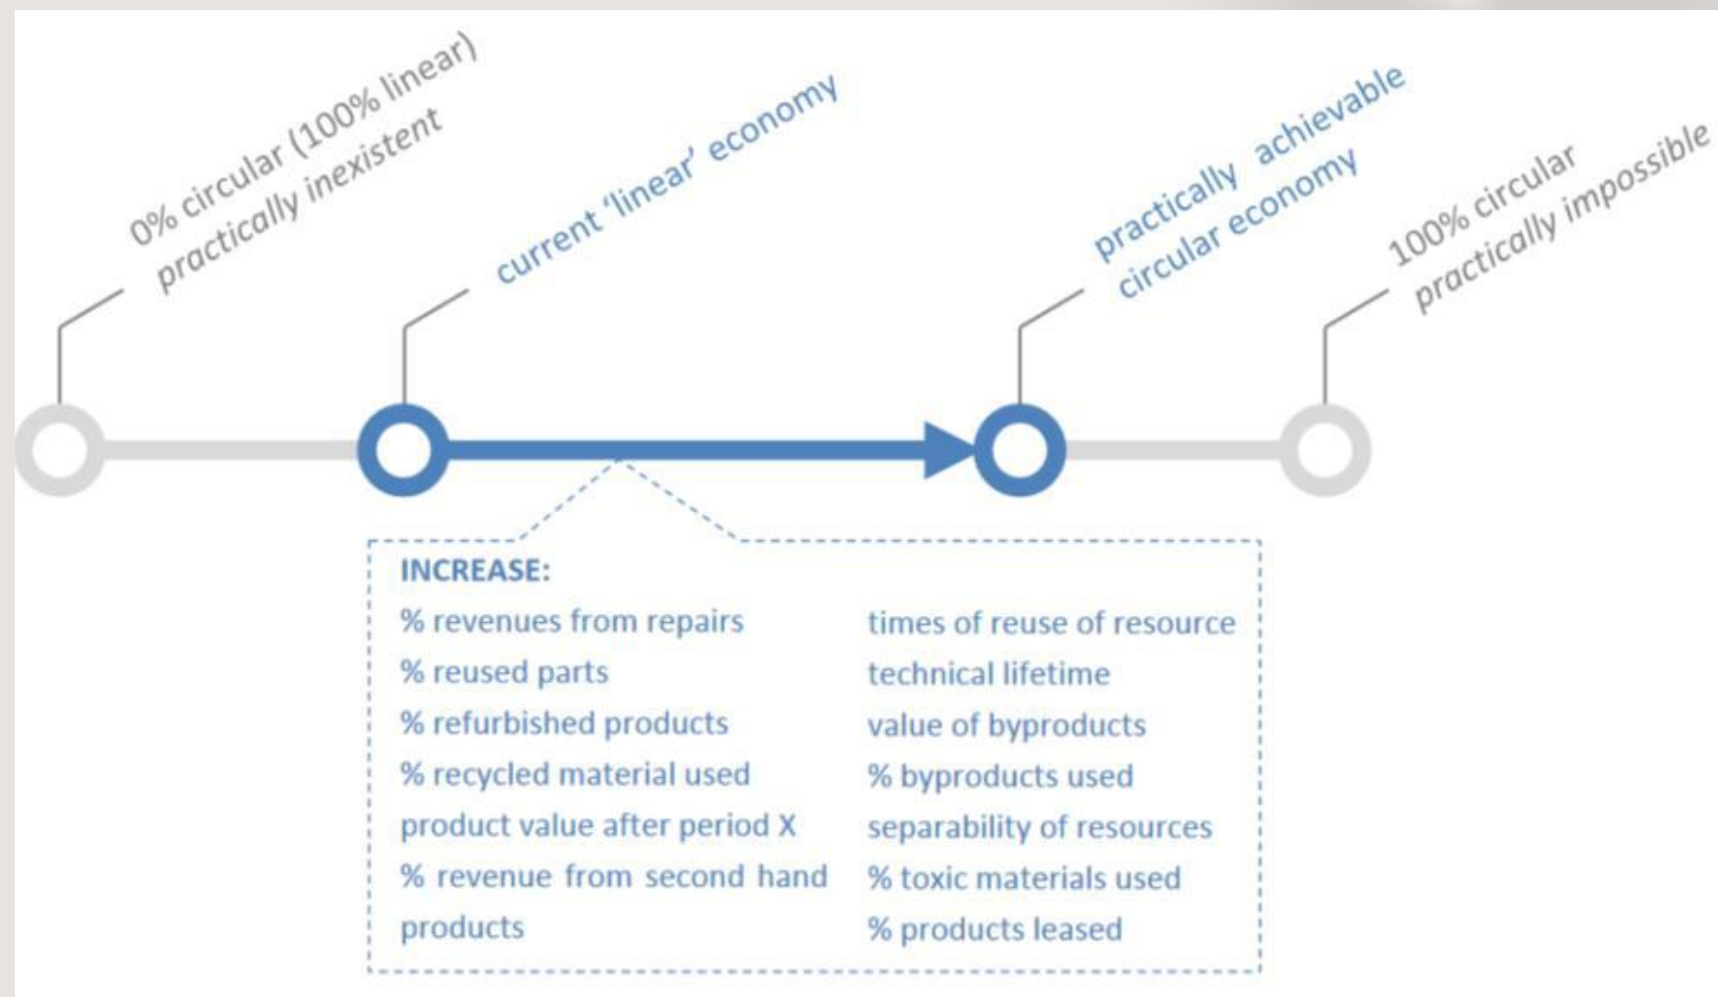 0% circular (100% linear)
practically inexistent
current ‘linear’ economy
practically achievable
circular economy
100% circular
practically impossible
INCREASE:
% revenues from repairs
% reused parts
% refurbished products
% recycled material used
product value after period X
% revenue from second hand
products
times of reuse of resource
technical lifetime
value of byproducts
% byproducts used
separability of resources
% toxic materials used
% products leased